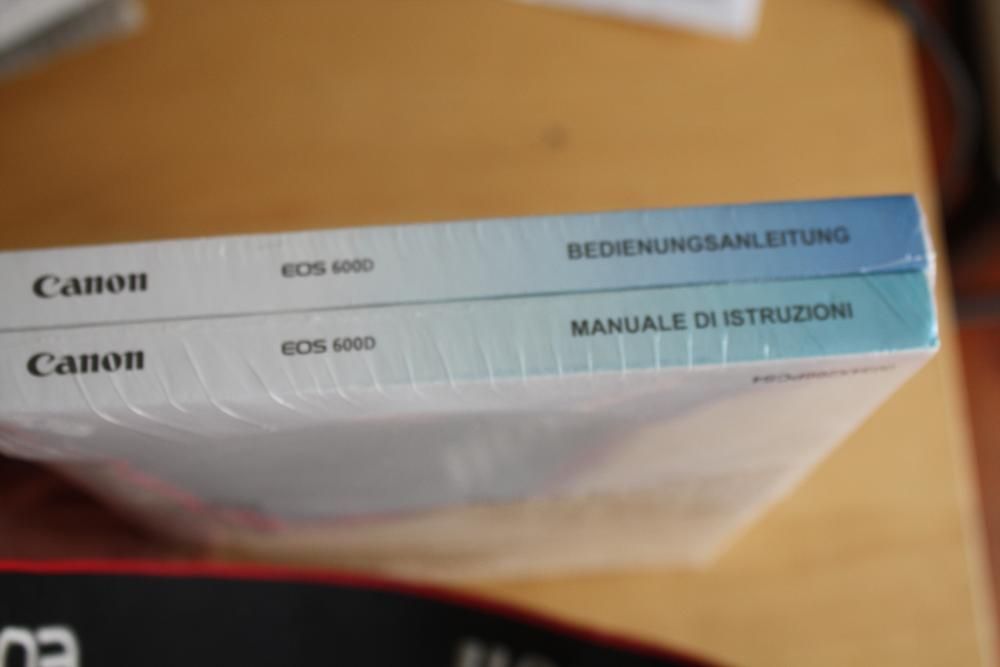 Canon EOS 600D BEDIENUNGSANLEITUNG
Canon EOS 600D MANUALE DI ISTRUZIONI